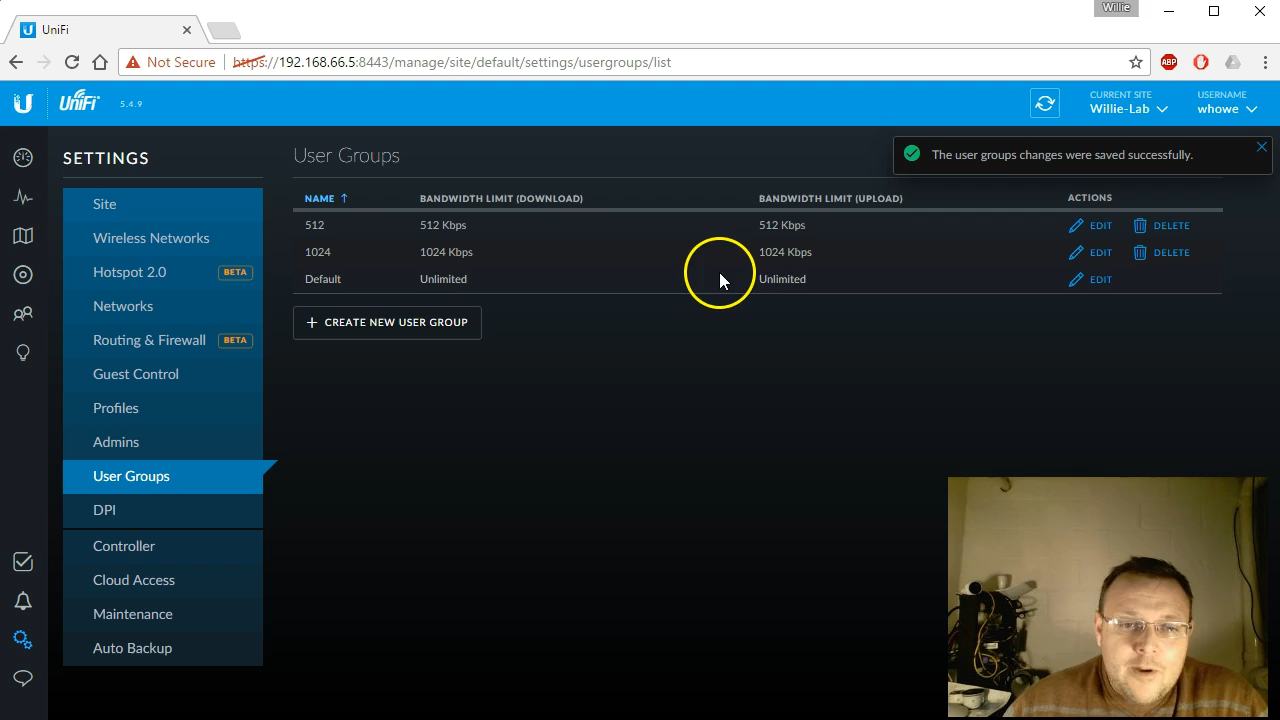 Willie
UniFi
Not Secure https://192.168.66.5:8443/manage/site/default/settings/usergroups/list
ABP
U UniFi 5.4.9
CURRENT SITE
Willie-Lab
USERNAME
whowe
SETTINGS
Site
Wireless Networks
Hotspot 2.0 BETA
Networks
Routing & Firewall BETA
Guest Control
Profiles
Admins
User Groups
DPI
Controller
Cloud Access
Maintenance
Auto Backup
User Groups
The user groups changes were saved successfully.
NAME ↑ BANDWIDTH LIMIT (DOWNLOAD) BANDWIDTH LIMIT (UPLOAD) ACTIONS
512 512 Kbps 512 Kbps EDIT DELETE
1024 1024 Kbps 1024 Kbps EDIT DELETE
Default Unlimited Unlimited EDIT
+ CREATE NEW USER GROUP